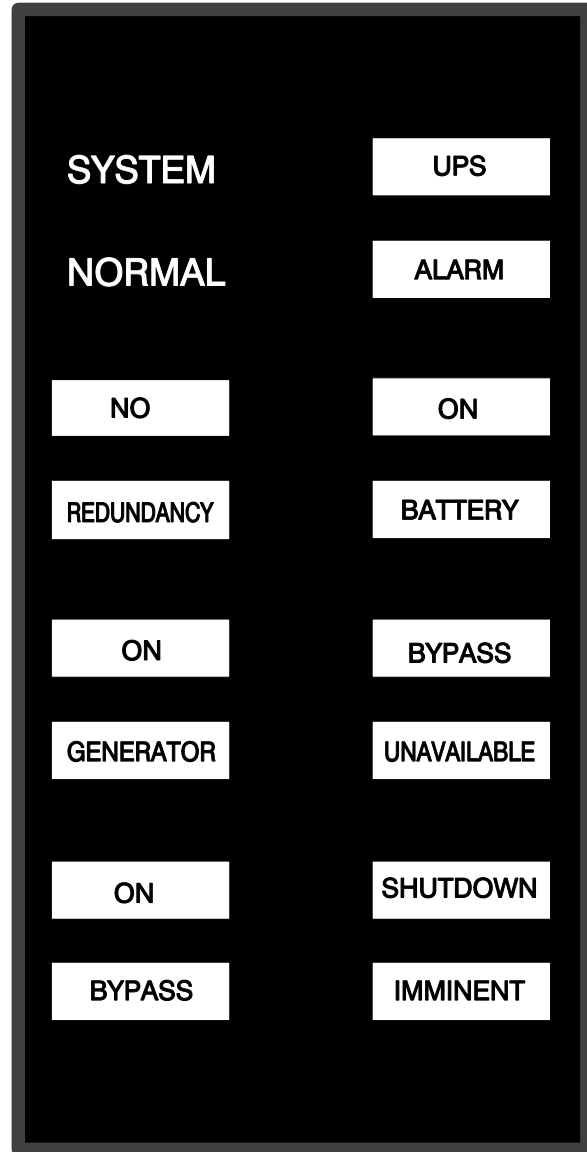 SYSTEM
NORMAL
UPS
ALARM
NO
REDUNDANCY
ON
BATTERY
ON
GENERATOR
BYPASS
UNAVAILABLE
ON
BYPASS
SHUTDOWN
IMMINENT